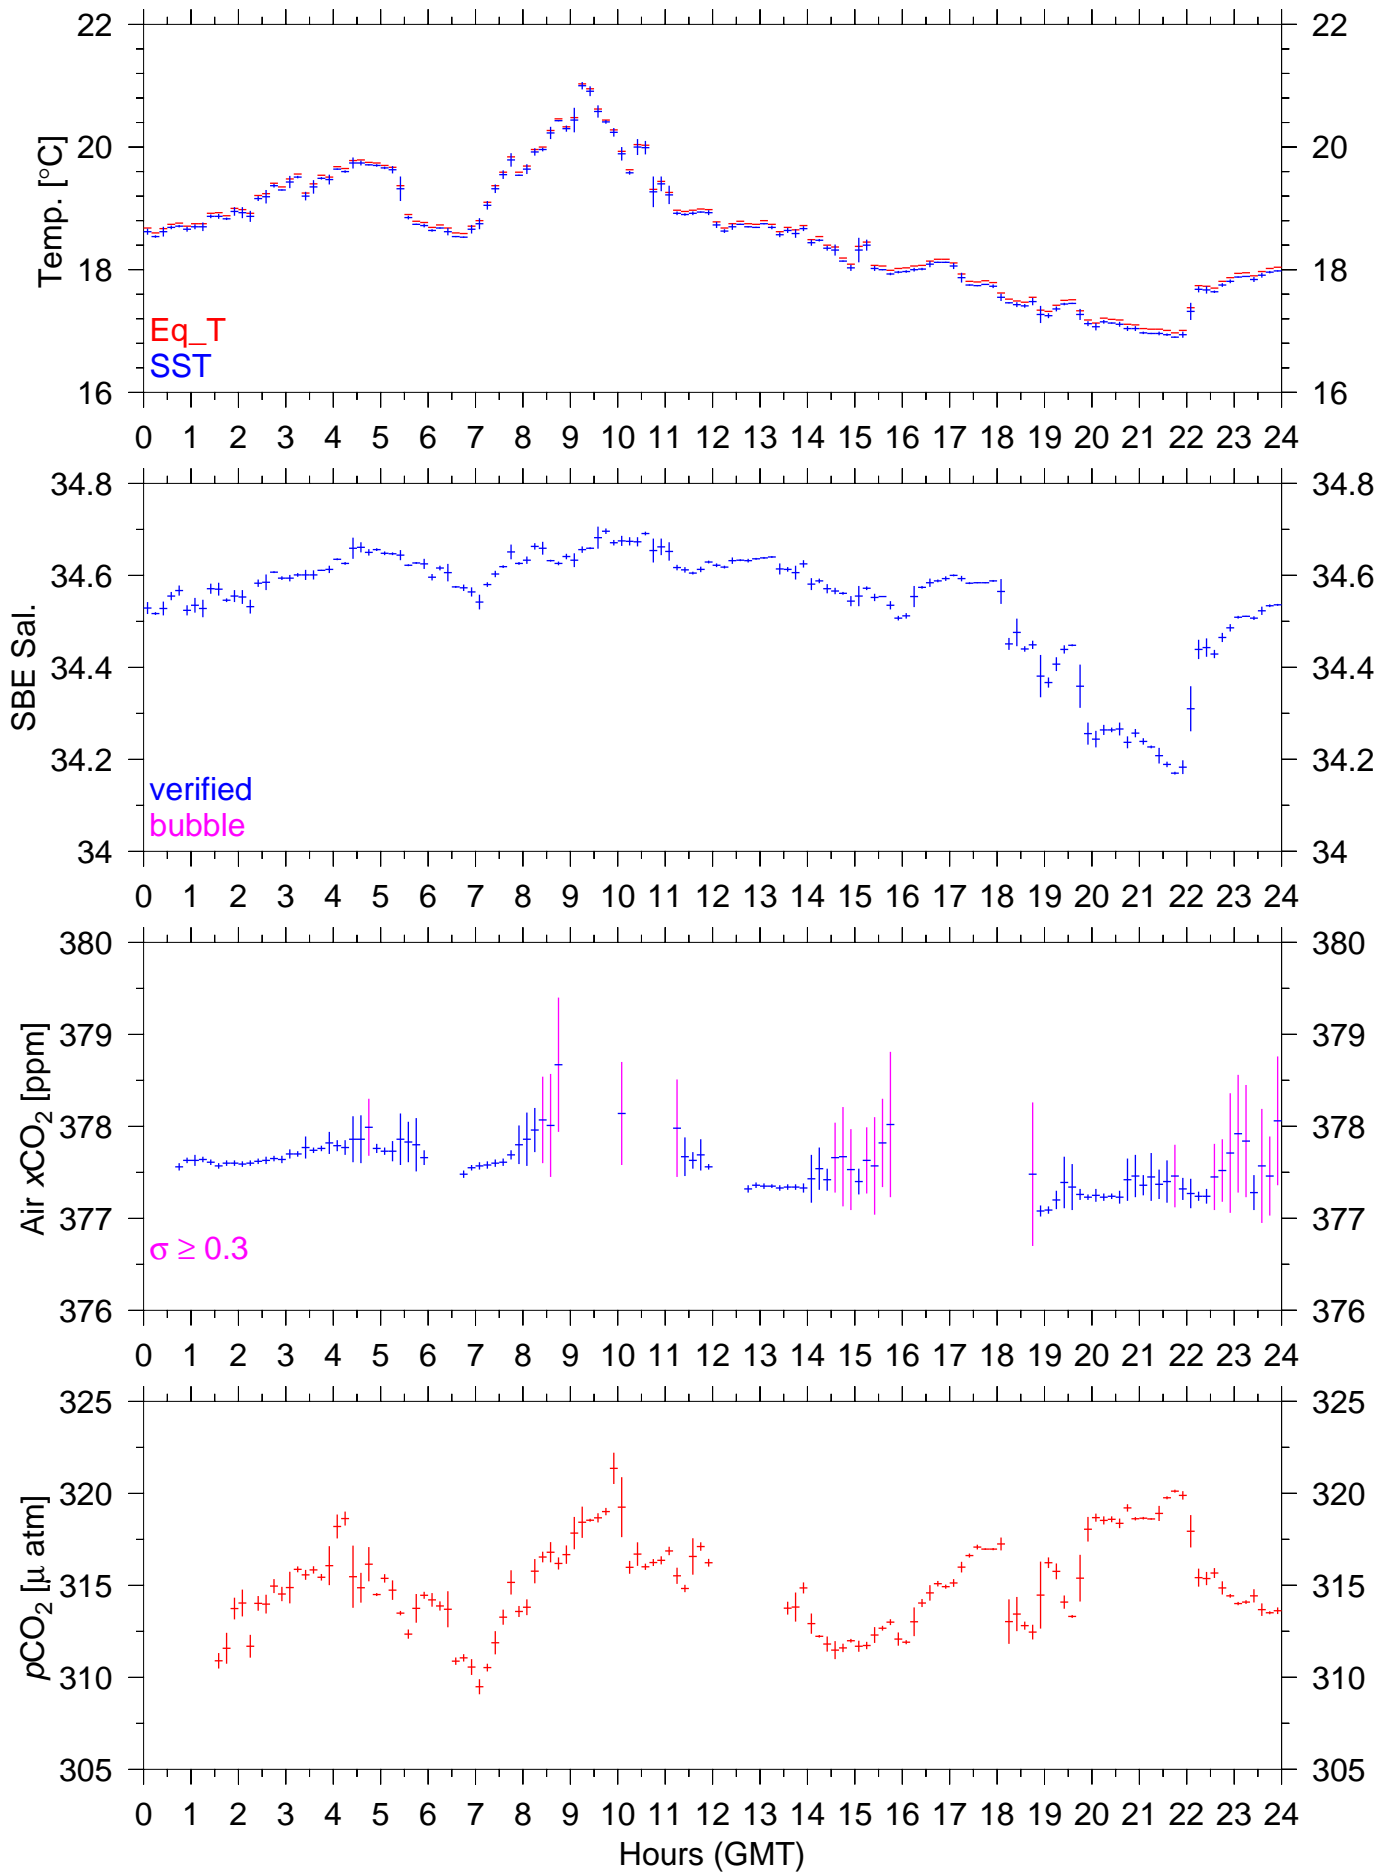 22 22
20 20
18 18
16 16
Temp. [°C]
Eq_T
SST
0 1 2 3 4 5 6 7 8 9 10 11 12 13 14 15 16 17 18 19 20 21 22 23 24
34.8 34.8
34.6 34.6
34.4 34.4
34.2 34.2
34 34
SBE Sal.
verified
bubble
0 1 2 3 4 5 6 7 8 9 10 11 12 13 14 15 16 17 18 19 20 21 22 23 24
380 380
379 379
378 378
377 377
376 376
Air xCO₂ [ppm]
σ ≥ 0.3
0 1 2 3 4 5 6 7 8 9 10 11 12 13 14 15 16 17 18 19 20 21 22 23 24
325 325
320 320
315 315
310 310
305 305
pCO₂ [μ atm]
0 1 2 3 4 5 6 7 8 9 10 11 12 13 14 15 16 17 18 19 20 21 22 23 24
Hours (GMT)